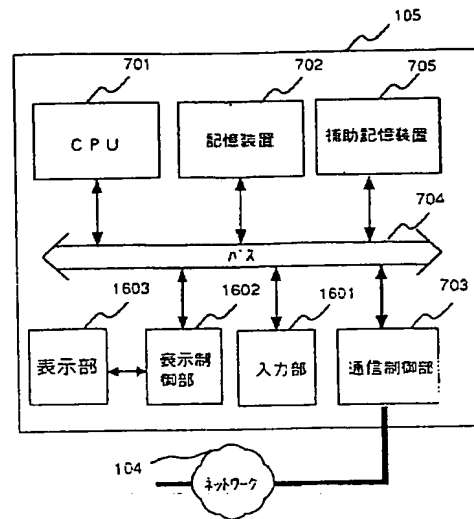 105
701
702
705
CPU
記憶装置
補助記憶装置
704
バス
1603
1602
1601
703
表示部
表示制
御部
入力部
通信制御部
104
ネットワーク